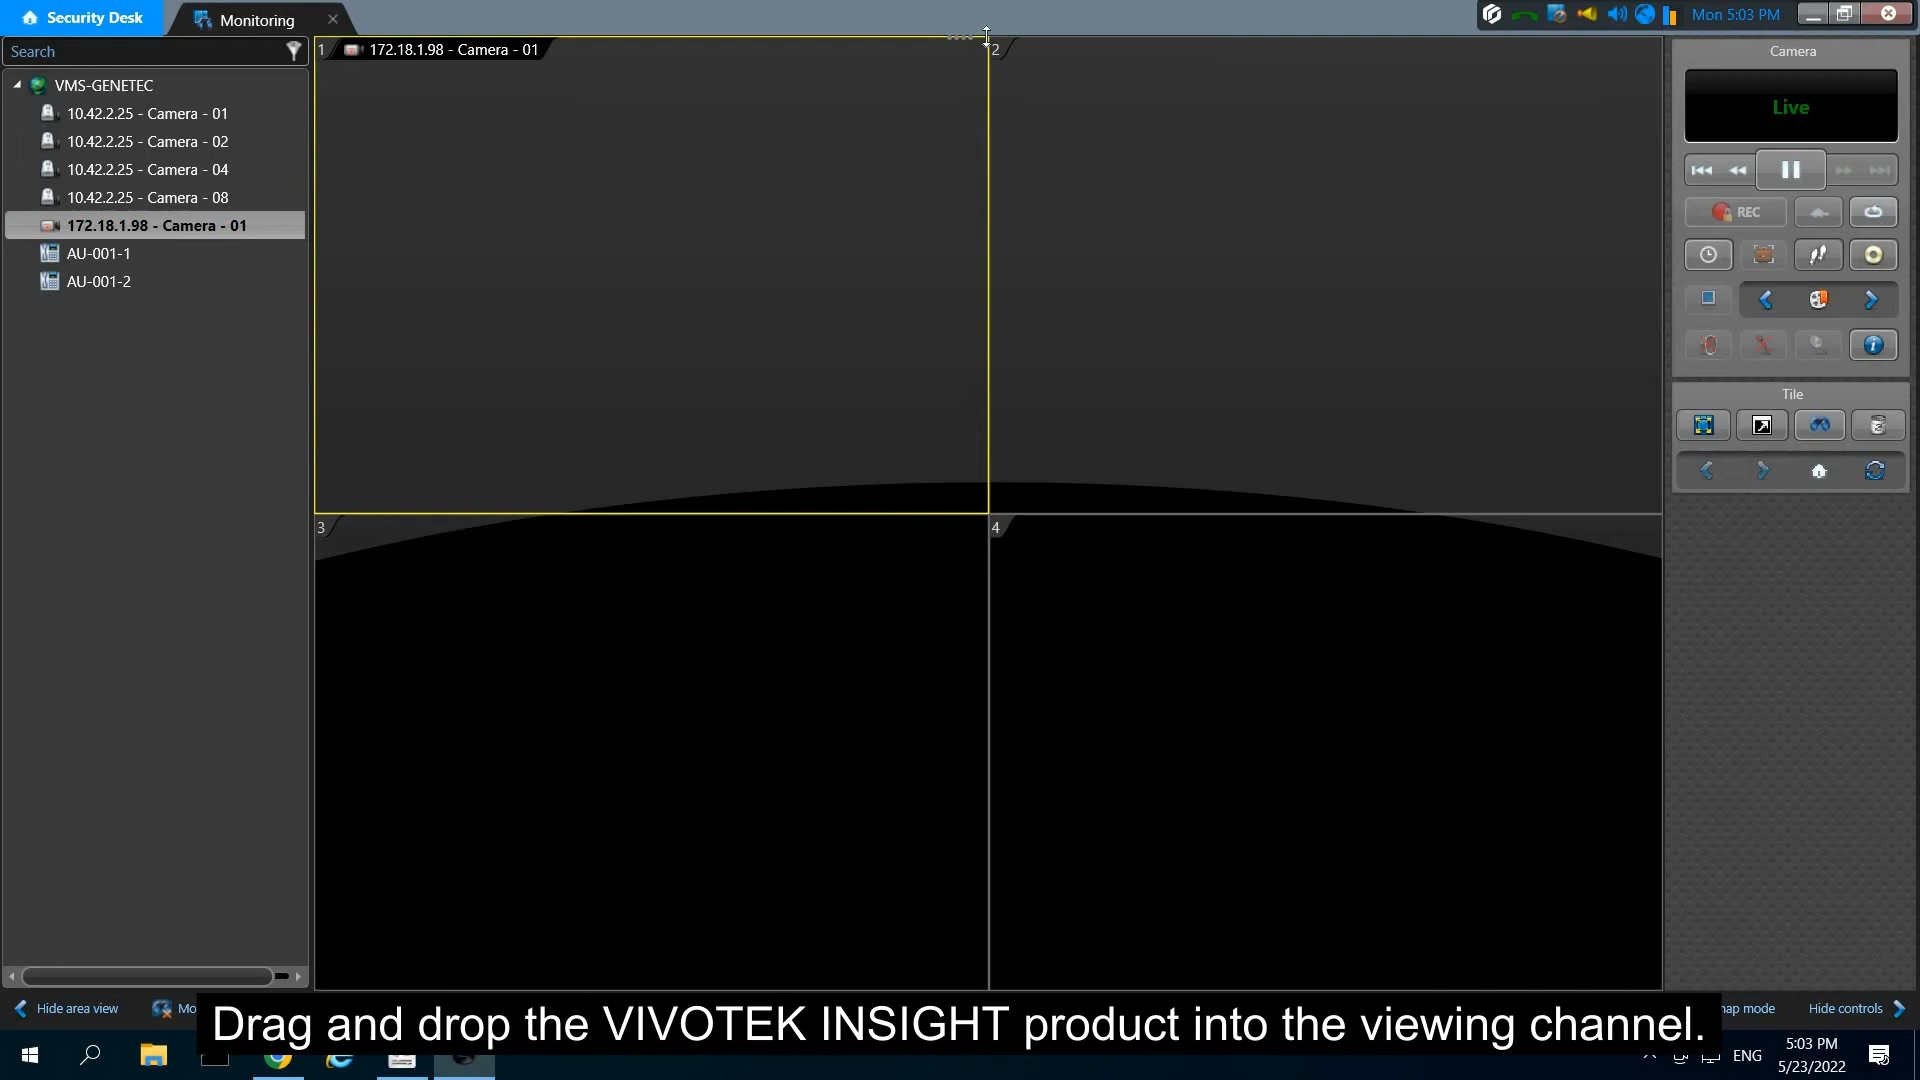 Security Desk
Monitoring
Mon 5:03 PM
Search
VMS-GENETEC
10.42.2.25 - Camera - 01
10.42.2.25 - Camera - 02
10.42.2.25 - Camera - 04
10.42.2.25 - Camera - 08
172.18.1.98 - Camera - 01
AU-001-1
AU-001-2
1
172.18.1.98 - Camera - 01
2
3
4
Camera
Live
REC
Tile
Hide area view
mode
Hide controls
Drag and drop the VIVOTEK INSIGHT product into the viewing channel.
ENG
5:03 PM
5/23/2022